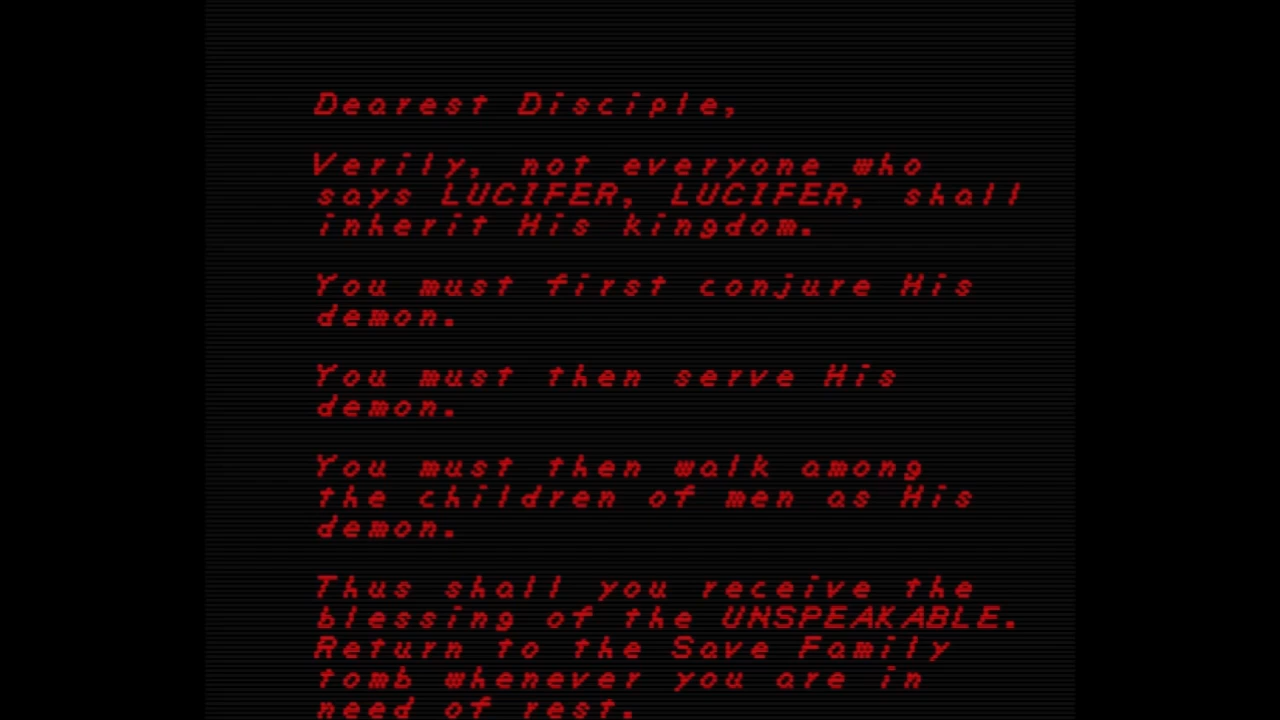 Dearest Disciple,
Verily, not everyone who
says LUCIFER, LUCIFER, shall
inherit His kingdom.
You must first conjure His
demon.
You must then serve His
demon.
You must then walk among
the children of men as His
demon.
Thus shall you receive the
blessing of the UNSPEAKABLE.
Return to the Save Family
tomb whenever you are in
need of rest.